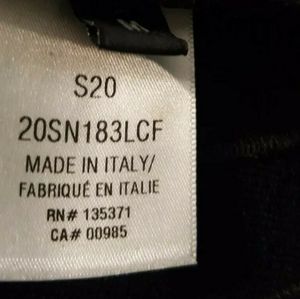 M
S20
20SN183LCF
MADE IN ITALY/
FABRIQUÉ EN ITALIE
RN# 135371
CA# 00985